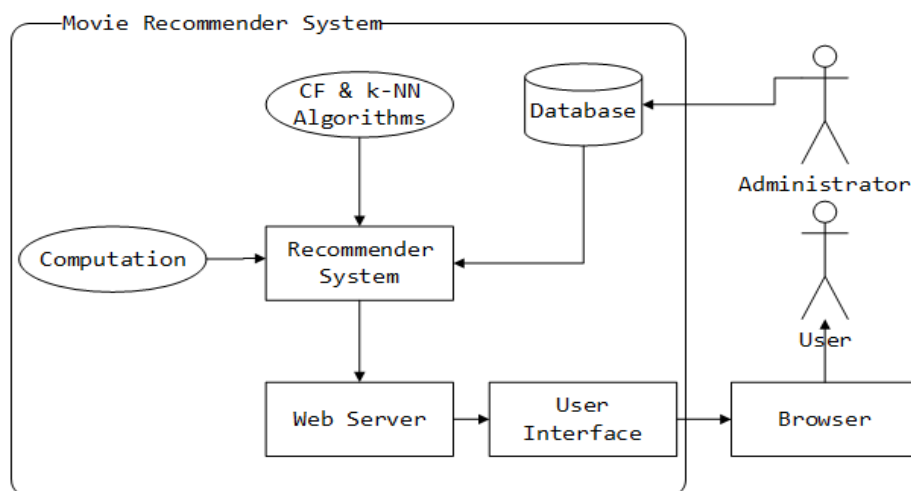 Movie Recommender System
CF & k-NN
Algorithms
Database
Administrator
Computation
Recommender
System
User
Web Server
User
Interface
Browser